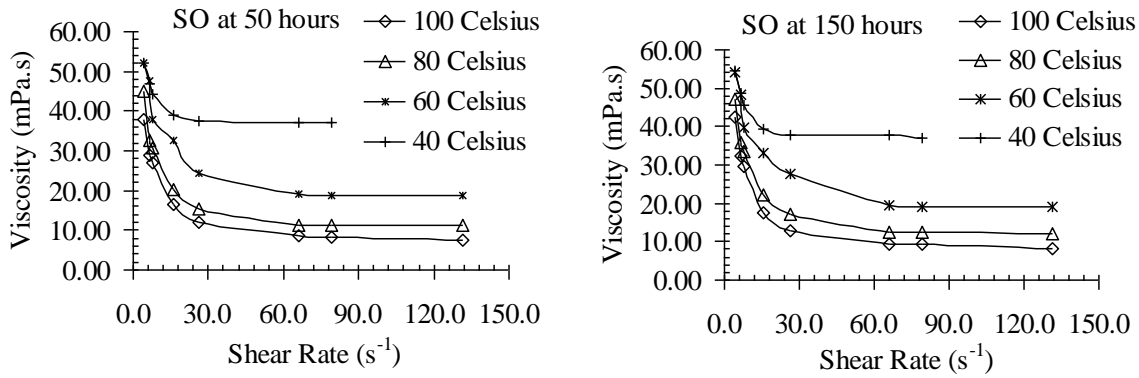 SO at 50 hours
100 Celsius
80 Celsius
60 Celsius
40 Celsius
Viscosity (mPa.s)
60.00
50.00
40.00
30.00
20.00
10.00
0.00
0.0 30.0 60.0 90.0 120.0 150.0
Shear Rate (s⁻¹)
SO at 150 hours
100 Celsius
80 Celsius
60 Celsius
40 Celsius
Viscosity (mPa.s)
60.00
50.00
40.00
30.00
20.00
10.00
0.00
0.0 30.0 60.0 90.0 120.0 150.0
Shear Rate (s⁻¹)